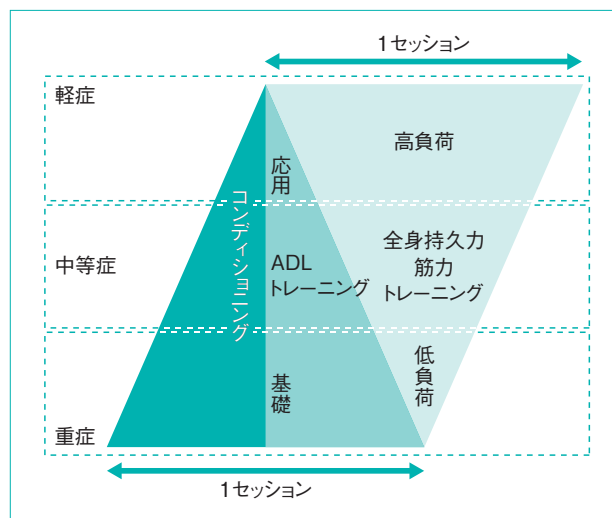 1セッション
軽症
高負荷
応用
コンディショニング
中等症
ADL
トレーニング
全身持久力
筋力
トレーニング
基礎
低負荷
重症
1セッション